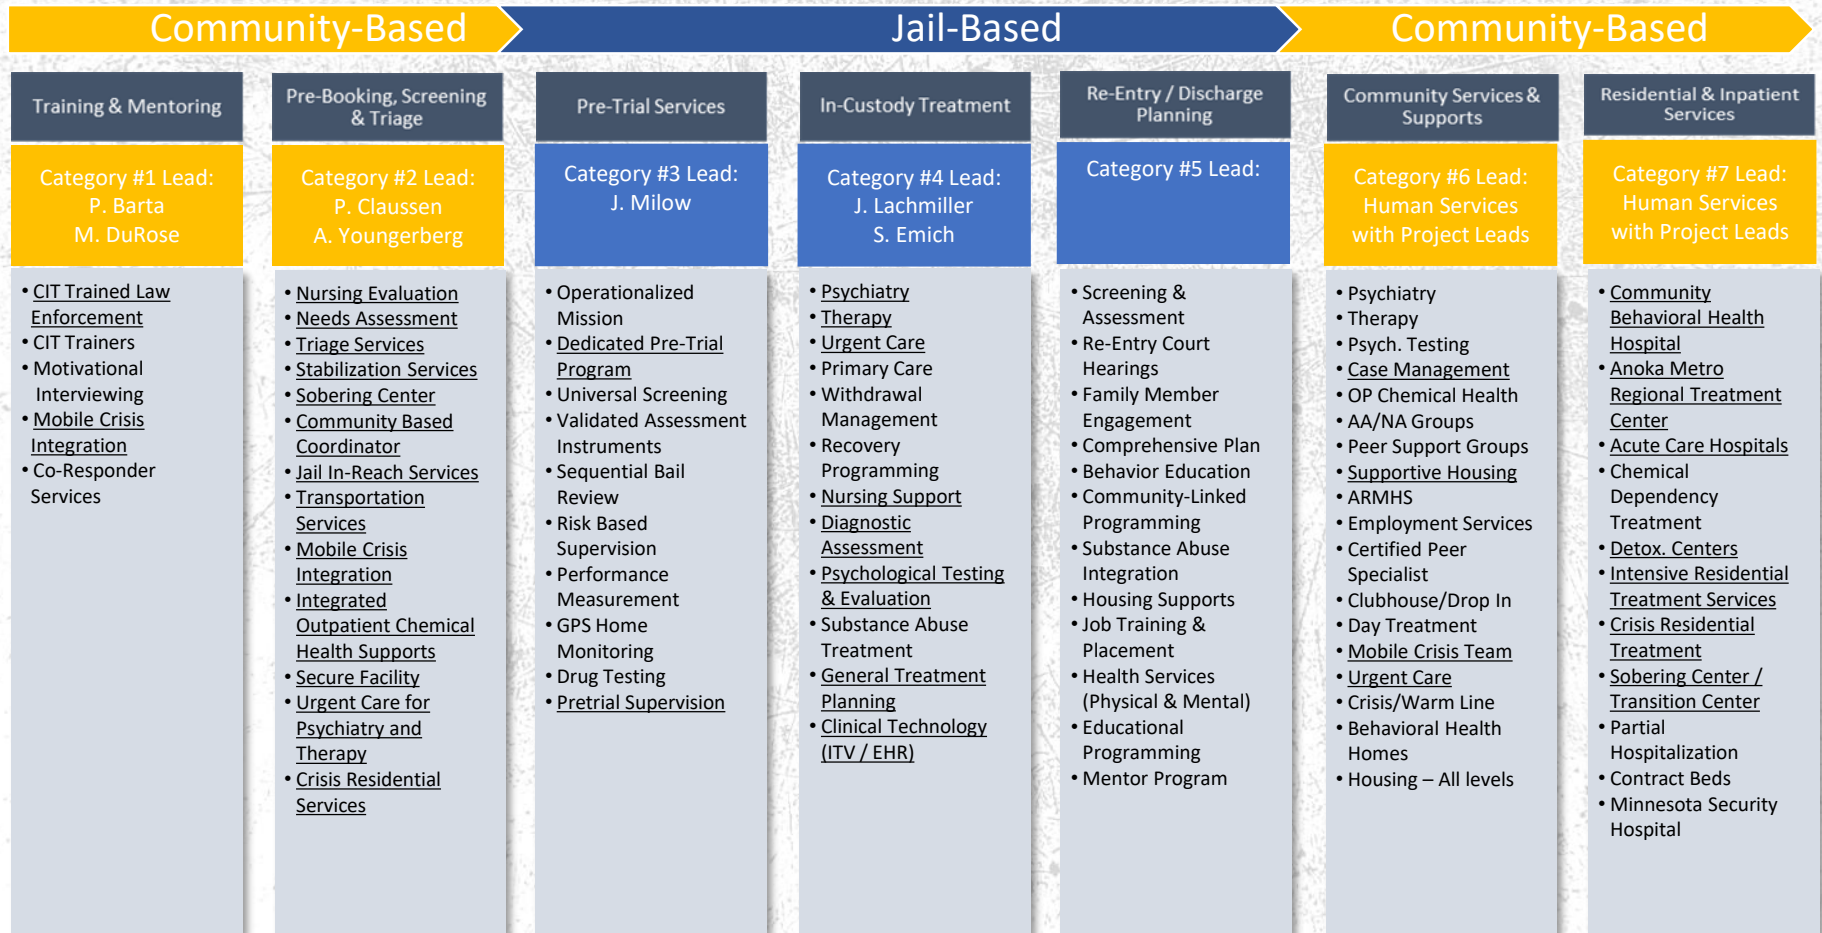 Community-Based
Jail-Based
Community-Based
Training & Mentoring
Category #1 Lead:
P. Barta
M. DuRose
• CIT Trained Law
Enforcement
• CIT Trainers
• Motivational
Interviewing
• Mobile Crisis
Integration
• Co-Responder
Services
Pre-Booking, Screening
& Triage
Category #2 Lead:
P. Claussen
A. Youngerberg
• Nursing Evaluation
• Needs Assessment
• Triage Services
• Stabilization Services
• Sobering Center
• Community Based
Coordinator
• Jail In-Reach Services
• Transportation
Services
• Mobile Crisis
Integration
• Integrated
Outpatient Chemical
Health Supports
• Secure Facility
• Urgent Care for
Psychiatry and
Therapy
• Crisis Residential
Services
Pre-Trial Services
Category #3 Lead:
J. Milow
• Operationalized
Mission
• Dedicated Pre-Trial
Program
• Universal Screening
• Validated Assessment
Instruments
• Sequential Bail
Review
• Risk Based
Supervision
• Performance
Measurement
• GPS Home
Monitoring
• Drug Testing
• Pretrial Supervision
In-Custody Treatment
Category #4 Lead:
J. Lachmiller
S. Emich
• Psychiatry
• Therapy
• Urgent Care
• Primary Care
• Withdrawal
Management
• Recovery
Programming
• Nursing Support
• Diagnostic
Assessment
• Psychological Testing
& Evaluation
• Substance Abuse
Treatment
• General Treatment
Planning
• Clinical Technology
(ITV / EHR)
Re-Entry / Discharge
Planning
Category #5 Lead:
• Screening &
Assessment
• Re-Entry Court
Hearings
• Family Member
Engagement
• Comprehensive Plan
• Behavior Education
• Community-Linked
Programming
• Substance Abuse
Integration
• Housing Supports
• Job Training &
Placement
• Health Services
(Physical & Mental)
• Educational
Programming
• Mentor Program
Community Services &
Supports
Category #6 Lead:
Human Services
with Project Leads
• Psychiatry
• Therapy
• Psych. Testing
• Case Management
• OP Chemical Health
• AA/NA Groups
• Peer Support Groups
• Supportive Housing
• ARMHS
• Employment Services
• Certified Peer
Specialist
• Clubhouse/Drop In
• Day Treatment
• Mobile Crisis Team
• Urgent Care
• Crisis/Warm Line
• Behavioral Health
Homes
• Housing – All levels
Residential & Inpatient
Services
Category #7 Lead:
Human Services
with Project Leads
• Community
Behavioral Health
Hospital
• Anoka Metro
Regional Treatment
Center
• Acute Care Hospitals
• Chemical
Dependency
Treatment
• Detox. Centers
• Intensive Residential
Treatment Services
• Crisis Residential
Treatment
• Sobering Center /
Transition Center
• Partial
Hospitalization
• Contract Beds
• Minnesota Security
Hospital